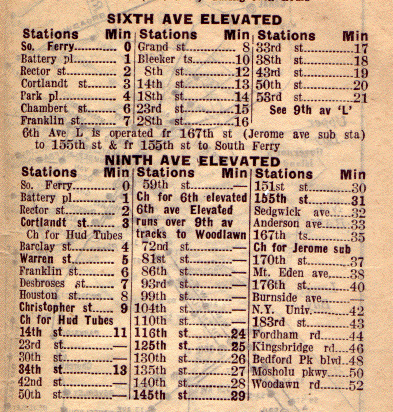 SIXTH AVE ELEVATED
Stations Min
So. Ferry 0
Battery pl 1
Rector st 2
Cortlandt st 3
Park pl 4
Chambert st 6
Franklin st 7
Stations Min
Grand st 8
Bleeker ts. 10
8th st 12
14th st 13
18th st 14
23rd st 15
28th st 16
Stations Min
33rd st 17
38th st 18
43rd st 19
50th st 20
53rd st 21
See 9th av 'L'
6th Ave L is operated fr 167th st (Jerome ave sub sta)
to 155th st & fr 155th st to South Ferry
NINTH AVE ELEVATED
Stations Min
So. Ferry 0
Battery pl 1
Rector st 2
Cortlandt st 3
Ch for Hud Tubes
Barclay st 4
Warren st 5
Franklin st 6
Desbroses st 7
Houston st 8
Christopher st 9
Ch for Hud Tubes
14th st 11
23rd st —
30th st —
34th st 13
42nd st —
50th st —
Stations Min
59th st —
Ch for 6th elevated
6th ave Elevated
runs over 9th av
tracks to Woodlawn
72nd st —
81st st —
86th st —
93rd st —
99th st —
104th st —
110th st —
116th st 24
125th st 25
130th st 26
135th st 27
140th st 28
145th st 29
Stations Min
151st st 30
155th st 31
Sedgwick ave. 32
Anderson ave 33
167th ts 35
Ch for Jerome sub
170th st 37
Mt. Eden ave 38
176th st 40
Burnside ave. —
N.Y. Univ. 42
183rd st 43
Fordham rd 44
Kingsbridge rd 46
Bedford Pk blvd 48
Mosholu pkwy 50
Woodawn rd 52